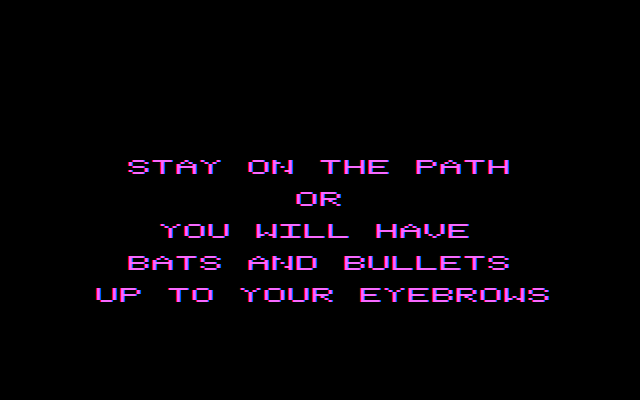 STAY ON THE PATH
OR
YOU WILL HAVE
BATS AND BULLETS
UP TO YOUR EYEBROWS